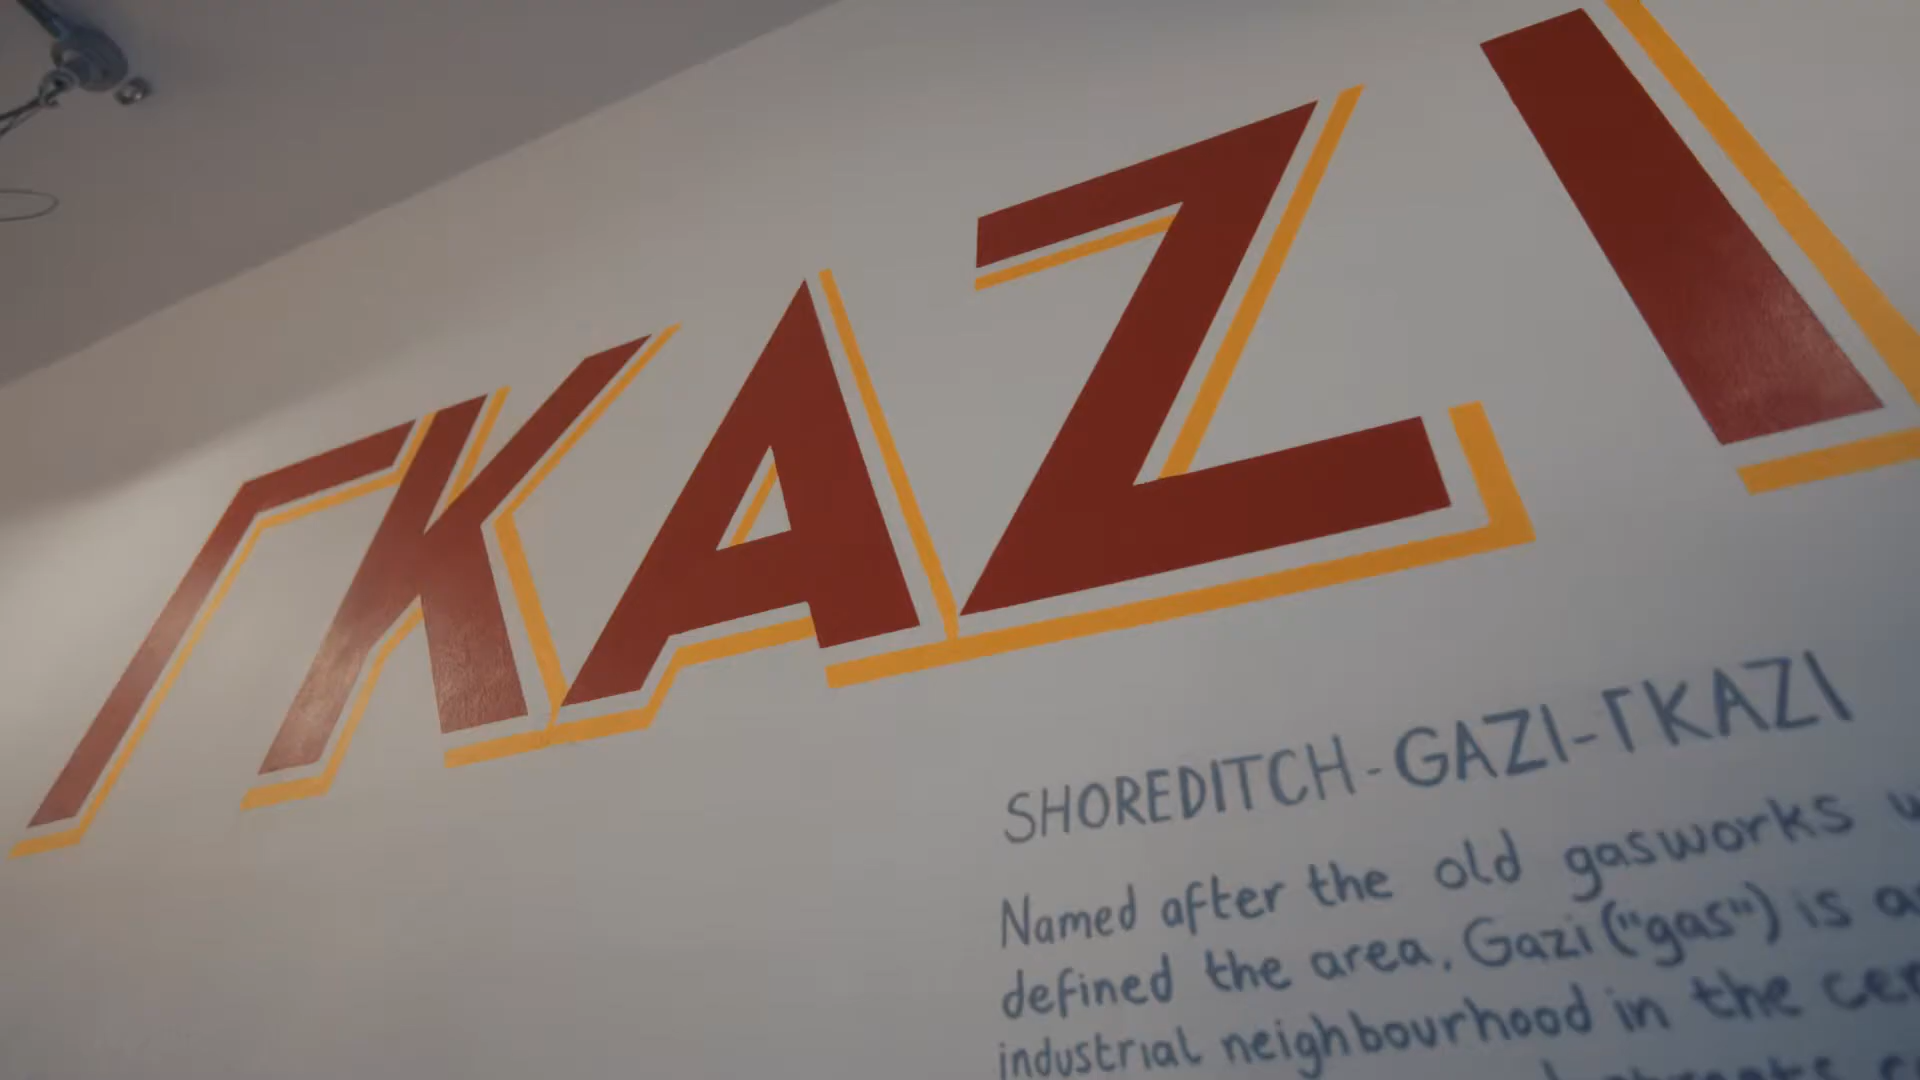 ΓΚΑΖΙ
SHOREDITCH - GAZI - ΓΚΑΖΙ
Named after the old gasworks
defined the area. Gazi ("gas") is
industrial neighbourhood in the